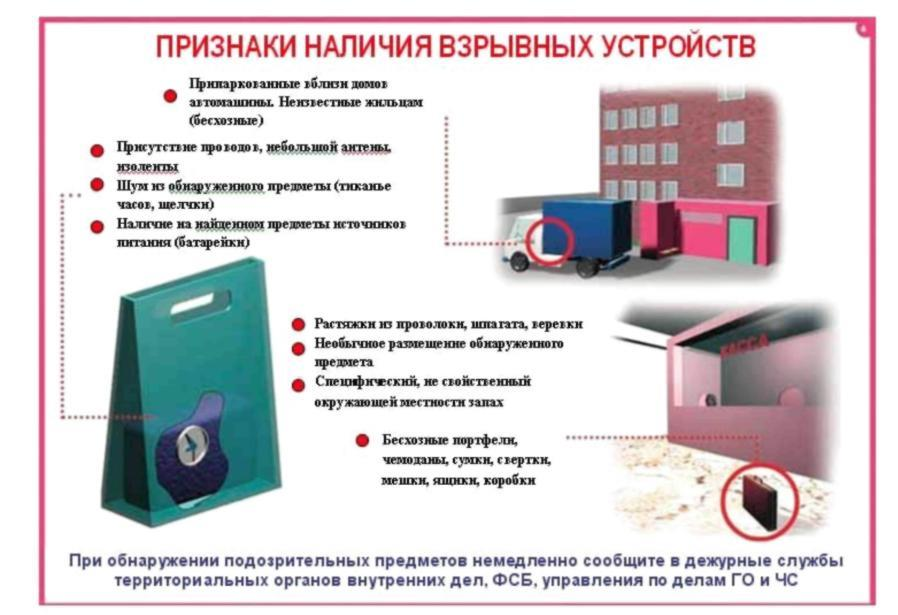 ПРИЗНАКИ НАЛИЧИЯ ВЗРЫВНЫХ УСТРОЙСТВ
Припаркованные вблизи домов
автомашины. Неизвестные жильцам
(бесхозные)
Присутствие проводов, небольшой антены,
изоленты
Шум из обнаруженного предметы (тиканье
часов, щелчки)
Наличие на найденном предметы источников
питания (батарейки)
Растяжки из проволоки, шпагата, веревки
Необычное размещение обнаруженного
предмета
КАССА
Специфический, не свойственный
окружающей местности запах
Бесхозные портфели,
чемоданы, сумки, свертки,
мешки, ящики, коробки
При обнаружении подозрительных предметов немедленно сообщите в дежурные службы
территориальных органов внутренних дел, ФСБ, управления по делам ГО и ЧС